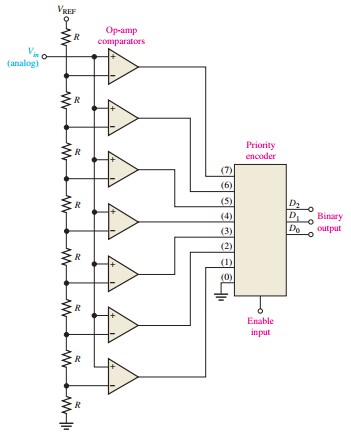 VREF
R
Op-amp
comparators
Vin
(analog)
+
−
R
+
−
R
+
−
Priority
encoder
(7)
(6)
R
(5)
(4)
+
−
(3)
(2)
(1)
(0)
D2
D1
D0
Binary
output
R
+
−
R
+
−
Enable
input
R
+
−
R